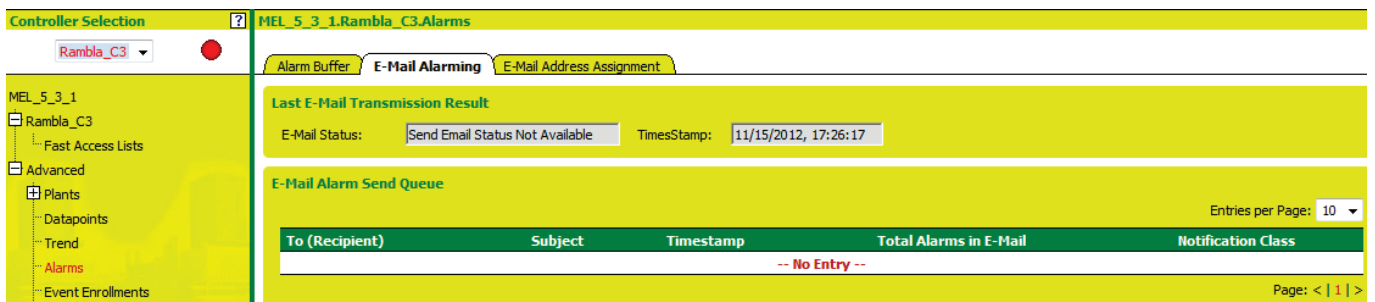 Controller Selection ? MEL_5_3_1.Rambla_C3.Alarms
Rambla_C3
Alarm Buffer E-Mail Alarming E-Mail Address Assignment
MEL_5_3_1
Rambla_C3
Fast Access Lists
Advanced
Plants
Datapoints
Trend
Alarms
Event Enrollments
Last E-Mail Transmission Result
E-Mail Status: Send Email Status Not Available TimesStamp: 11/15/2012, 17:26:17
E-Mail Alarm Send Queue
Entries per Page: 10
To (Recipient) Subject Timestamp Total Alarms in E-Mail Notification Class
-- No Entry --
Page: < | 1 | >